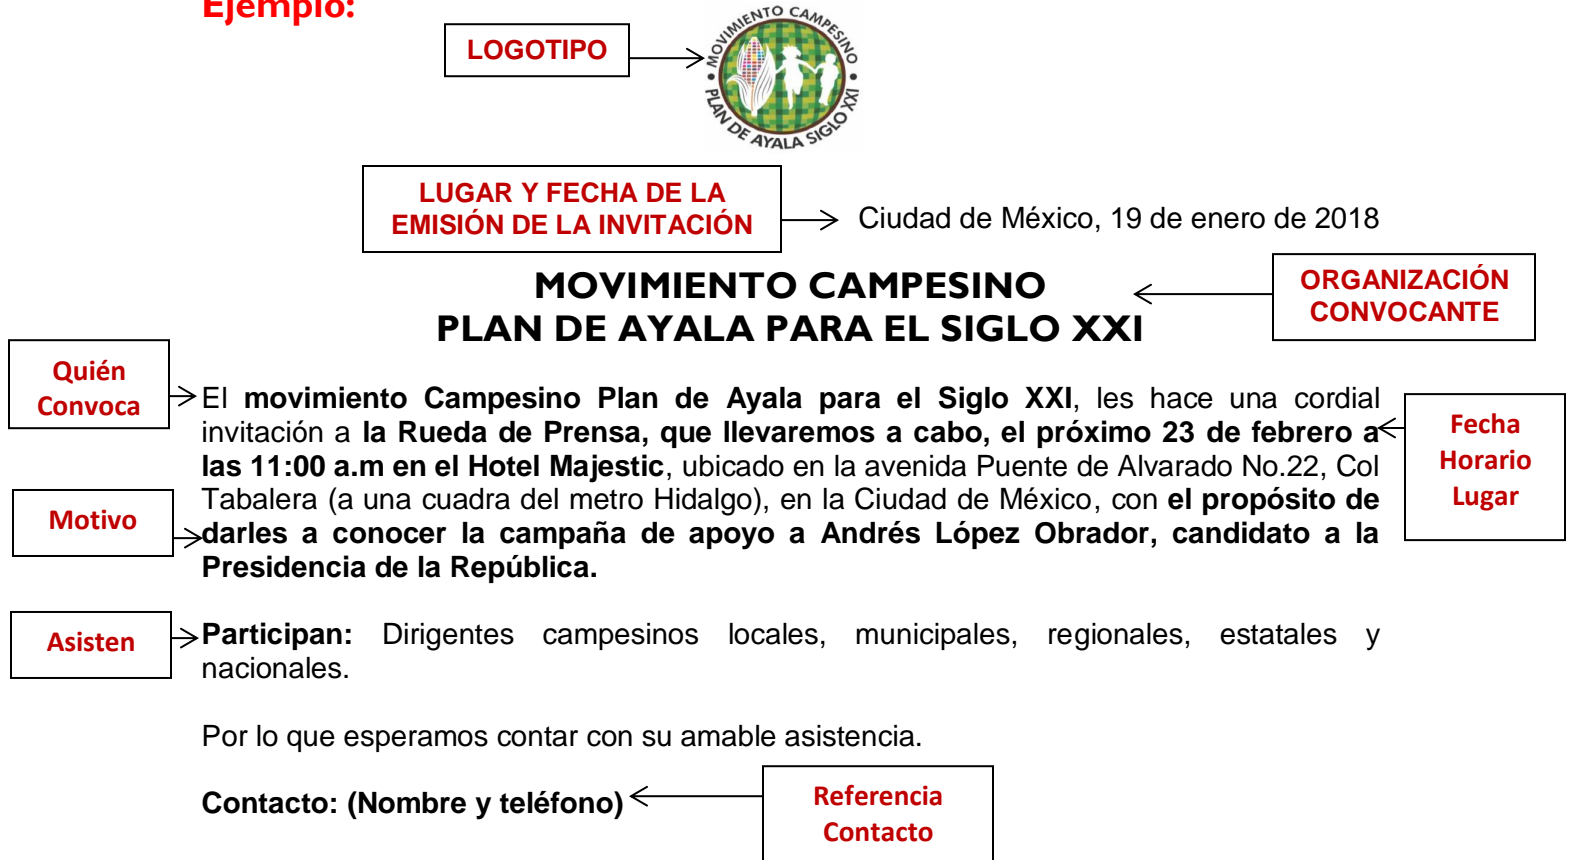 Ejemplo:
LOGOTIPO
MOVIMIENTO CAMPESINO
• PLAN DE AYALA SIGLO XXI •
LUGAR Y FECHA DE LA
EMISIÓN DE LA INVITACIÓN
Ciudad de México, 19 de enero de 2018
MOVIMIENTO CAMPESINO
PLAN DE AYALA PARA EL SIGLO XXI
ORGANIZACIÓN
CONVOCANTE
Quién
Convoca
El movimiento Campesino Plan de Ayala para el Siglo XXI, les hace una cordial
invitación a la Rueda de Prensa, que llevaremos a cabo, el próximo 23 de febrero a
las 11:00 a.m en el Hotel Majestic, ubicado en la avenida Puente de Alvarado No.22, Col
Tabalera (a una cuadra del metro Hidalgo), en la Ciudad de México, con el propósito de
darles a conocer la campaña de apoyo a Andrés López Obrador, candidato a la
Presidencia de la República.
Fecha
Horario
Lugar
Motivo
Asisten
Participan: Dirigentes campesinos locales, municipales, regionales, estatales y
nacionales.
Por lo que esperamos contar con su amable asistencia.
Contacto: (Nombre y teléfono)
Referencia
Contacto